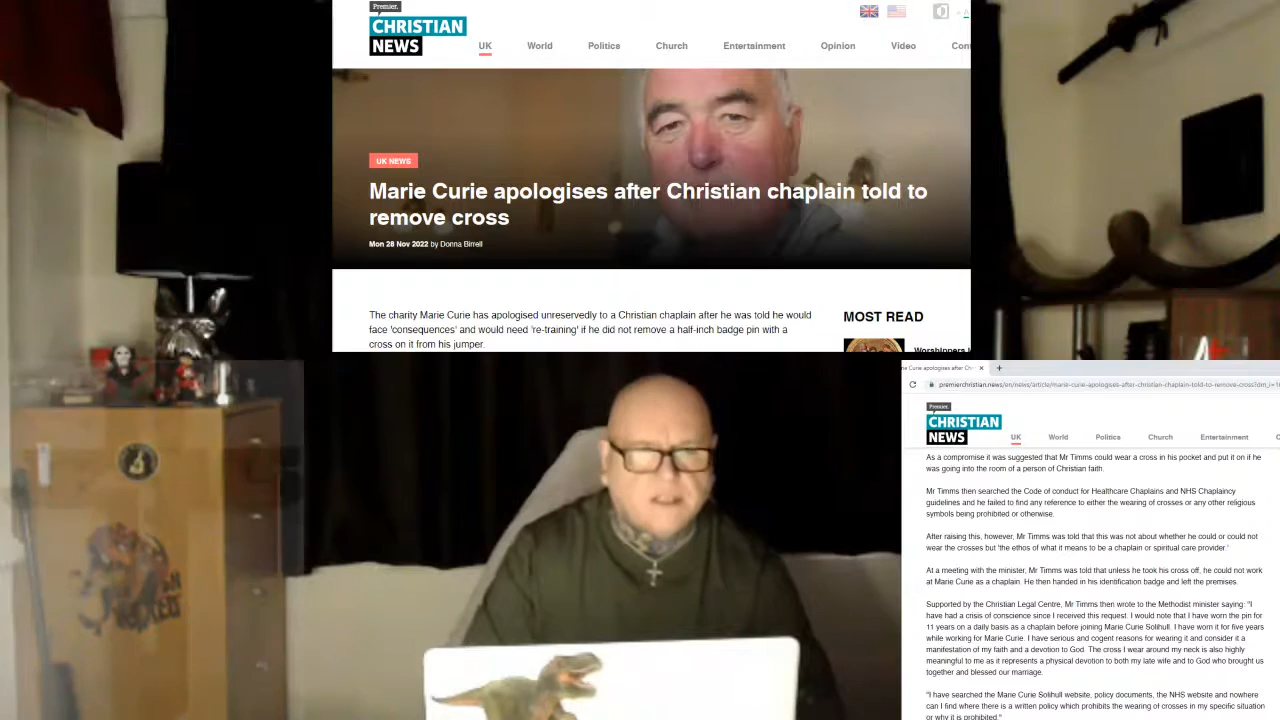 Premier.
CHRISTIAN
NEWS
UK World Politics Church Entertainment Opinion Video
UK NEWS
Marie Curie apologises after Christian chaplain told to
remove cross
Mon 28 Nov 2022 by Donna Birrell
The charity Marie Curie has apologised unreservedly to a Christian chaplain after he was told he would
face 'consequences' and would need 're-training' if he did not remove a half-inch badge pin with a
cross on it from his jumper.
MOST READ
Worshippers
premierchristian.news/en/news/article/marie-curie-apologises-after-christian-chaplain-told-to-remove-cross?dm_i=1
Premier.
CHRISTIAN
NEWS
UK World Politics Church Entertainment
As a compromise it was suggested that Mr Timms could wear a cross in his pocket and put it on if he
was going into the room of a person of Christian faith.
Mr Timms then searched the Code of conduct for Healthcare Chaplains and NHS Chaplaincy
guidelines and he failed to find any reference to either the wearing of crosses or any other religious
symbols being prohibited or otherwise.
After raising this, however, Mr Timms was told that this was not about whether he could or could not
wear the crosses but 'the ethos of what it means to be a chaplain or spiritual care provider.'
At a meeting with the minister, Mr Timms was told that unless he took his cross off, he could not work
at Marie Curie as a chaplain. He then handed in his identification badge and left the premises.
Supported by the Christian Legal Centre, Mr Timms then wrote to the Methodist minister saying: "I
have had a crisis of conscience since I received this request. I would note that I have worn the pin for
11 years on a daily basis as a chaplain before joining Marie Curie Solihull. I have worn it for five years
while working for Marie Curie. I have serious and cogent reasons for wearing it and consider it a
manifestation of my faith and a devotion to God. The cross I wear around my neck is also highly
meaningful to me as it represents a physical devotion to both my late wife and to God who brought us
together and blessed our marriage.
"I have searched the Marie Curie Solihull website, policy documents, the NHS website and nowhere
can I find where there is a written policy which prohibits the wearing of crosses in my specific situation
or why it is prohibited."